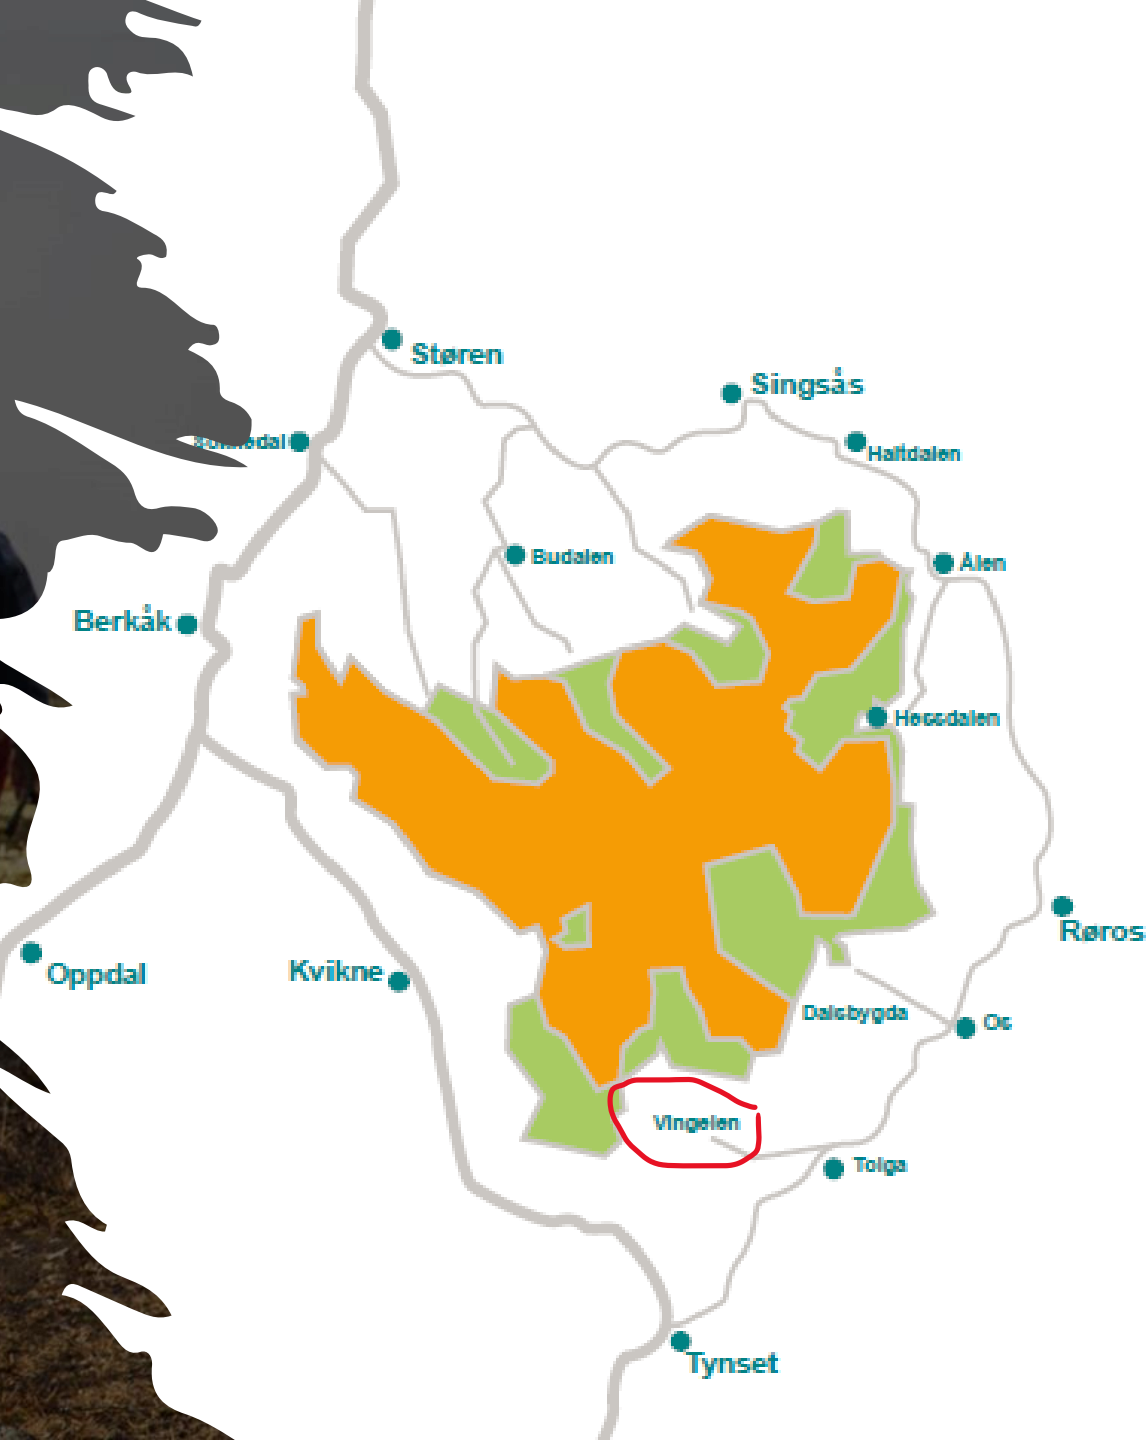 Støren
Singsås
Haltdalen
Budalen
Ålen
Berkåk
Hessdalen
Røros
Oppdal
Kvikne
Dalsbygda
Os
Vingelen
Tolga
Tynset